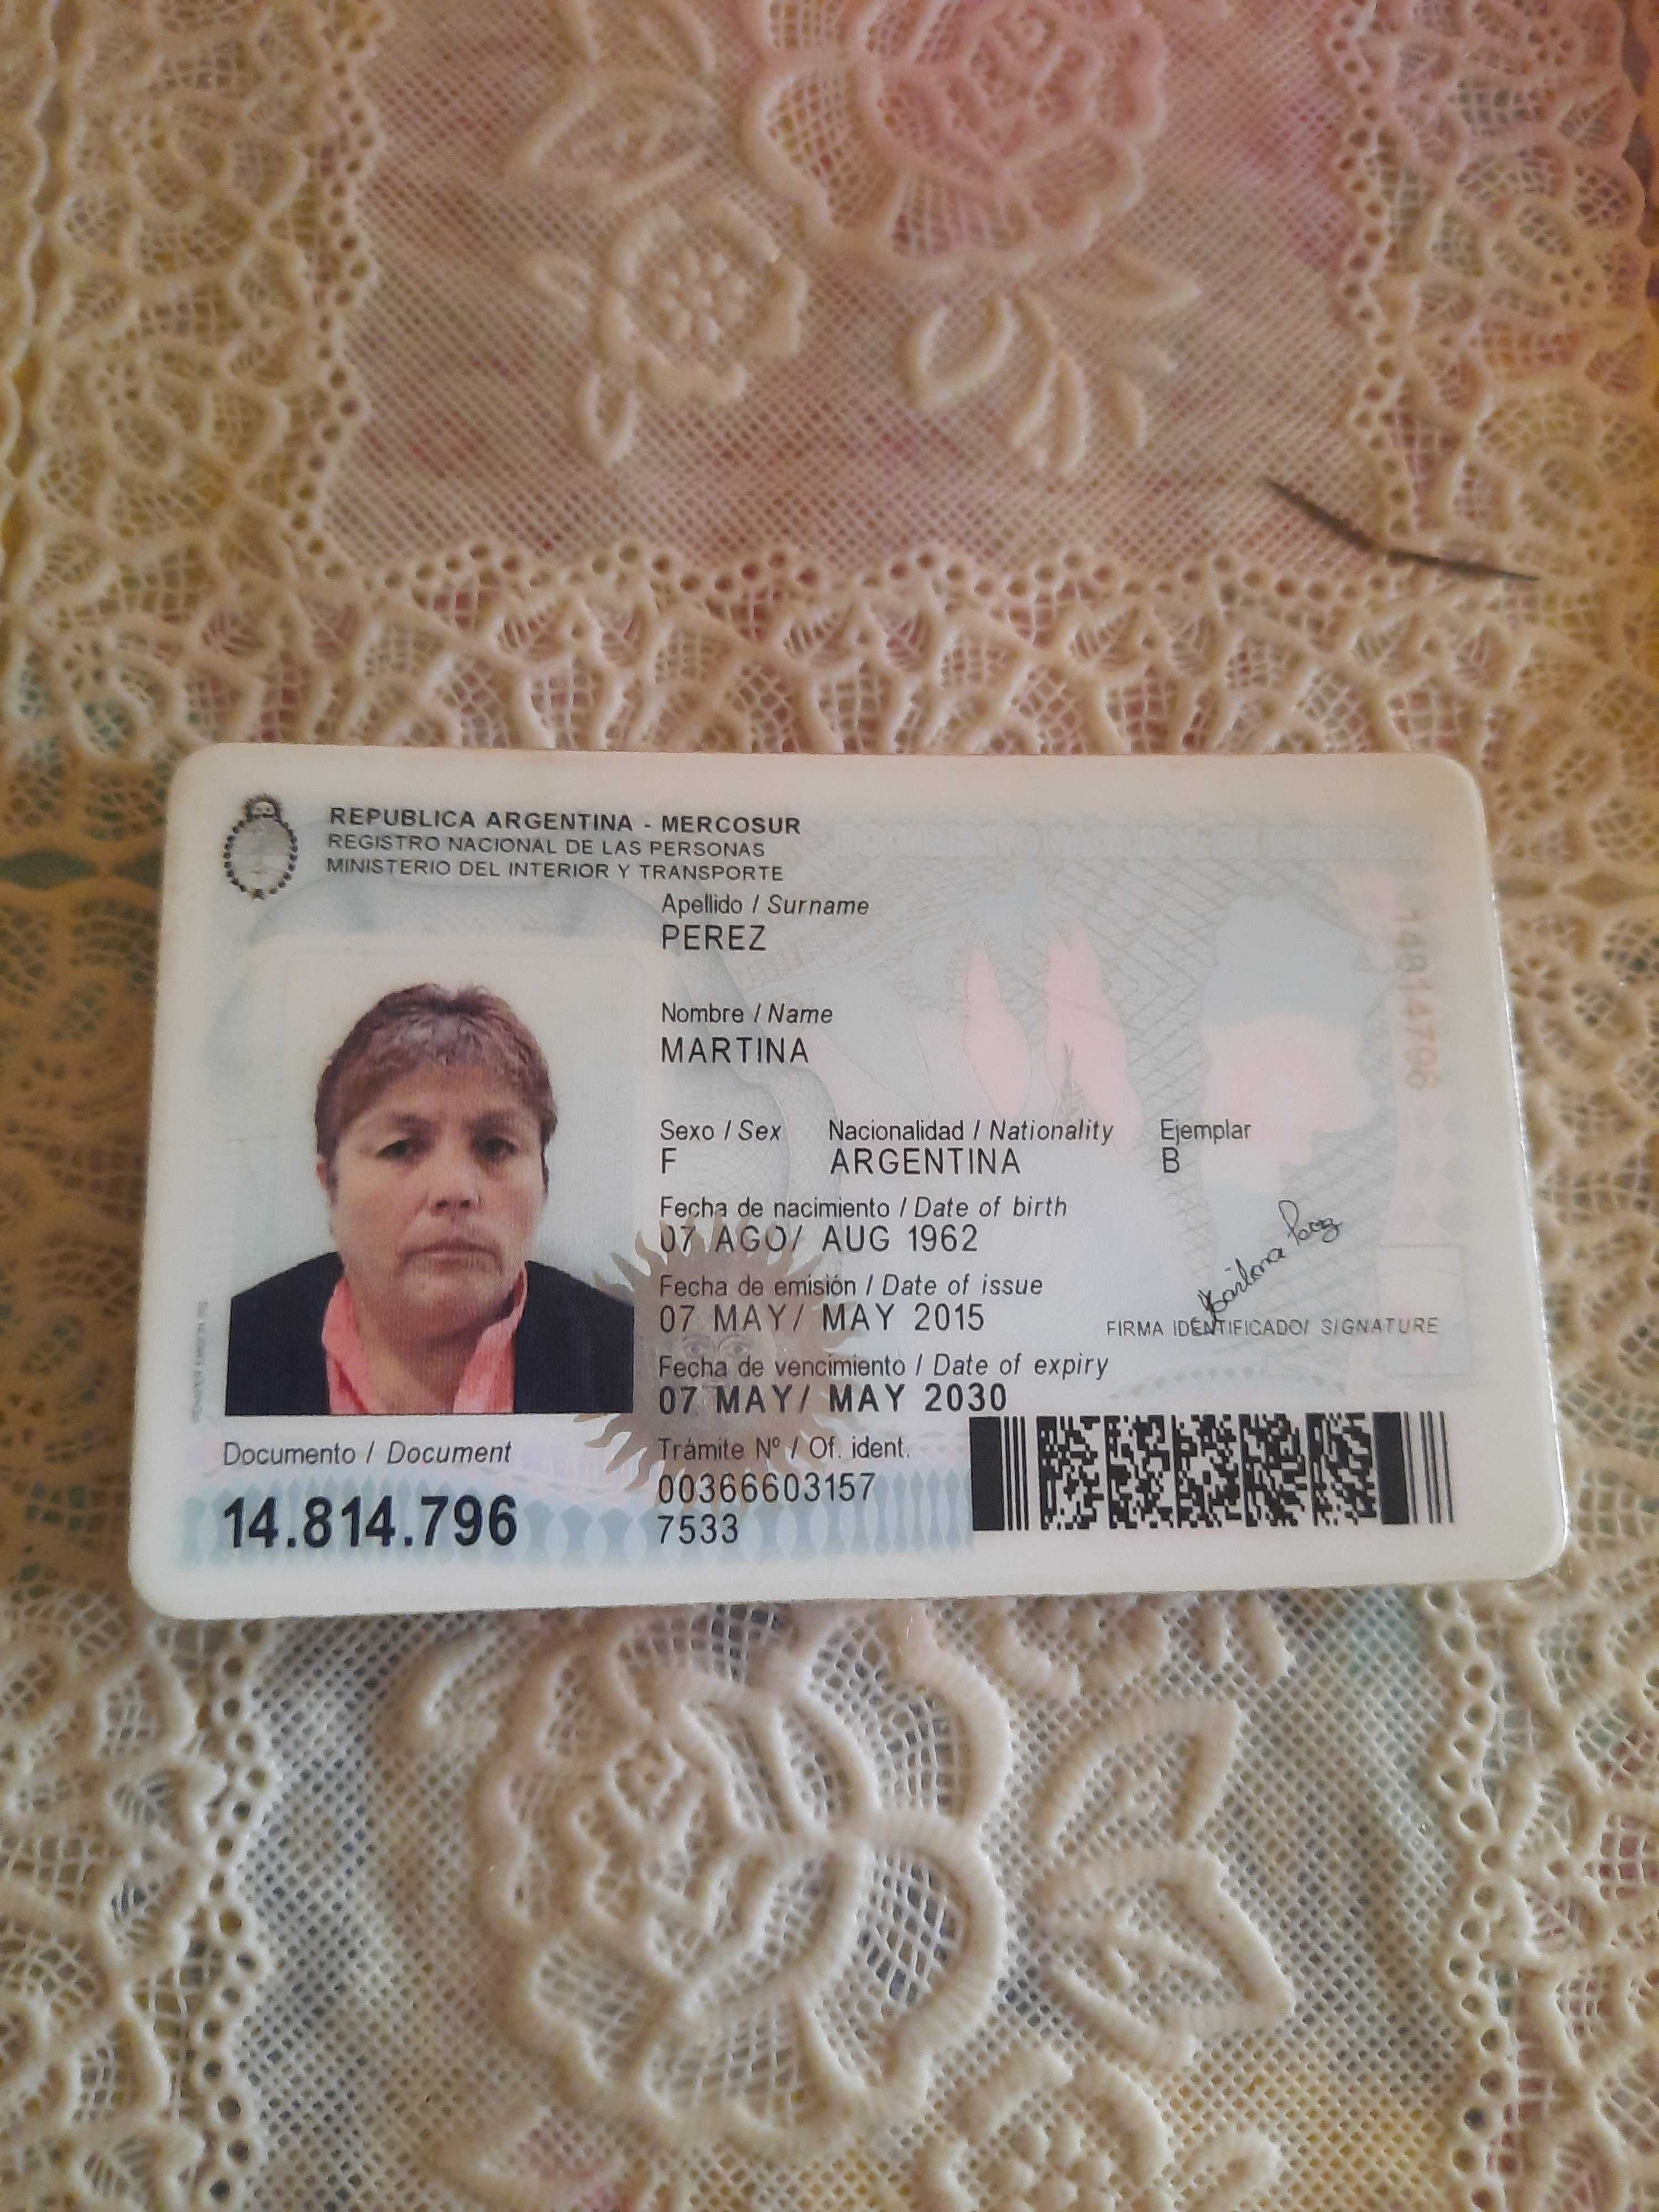 REPUBLICA ARGENTINA - MERCOSUR
REGISTRO NACIONAL DE LAS PERSONAS
MINISTERIO DEL INTERIOR Y TRANSPORTE
Apellido / Surname
PEREZ
Nombre / Name
MARTINA
Sexo / Sex Nacionalidad / Nationality Ejemplar
F ARGENTINA B
Fecha de nacimiento / Date of birth
07 AGO/ AUG 1962
Fecha de emisión / Date of issue
07 MAY/ MAY 2015
FIRMA IDENTIFICADO/ SIGNATURE
Fecha de vencimiento / Date of expiry
07 MAY/ MAY 2030
Documento / Document
14.814.796
Trámite Nº / Of. ident.
00366603157
7533
14814796